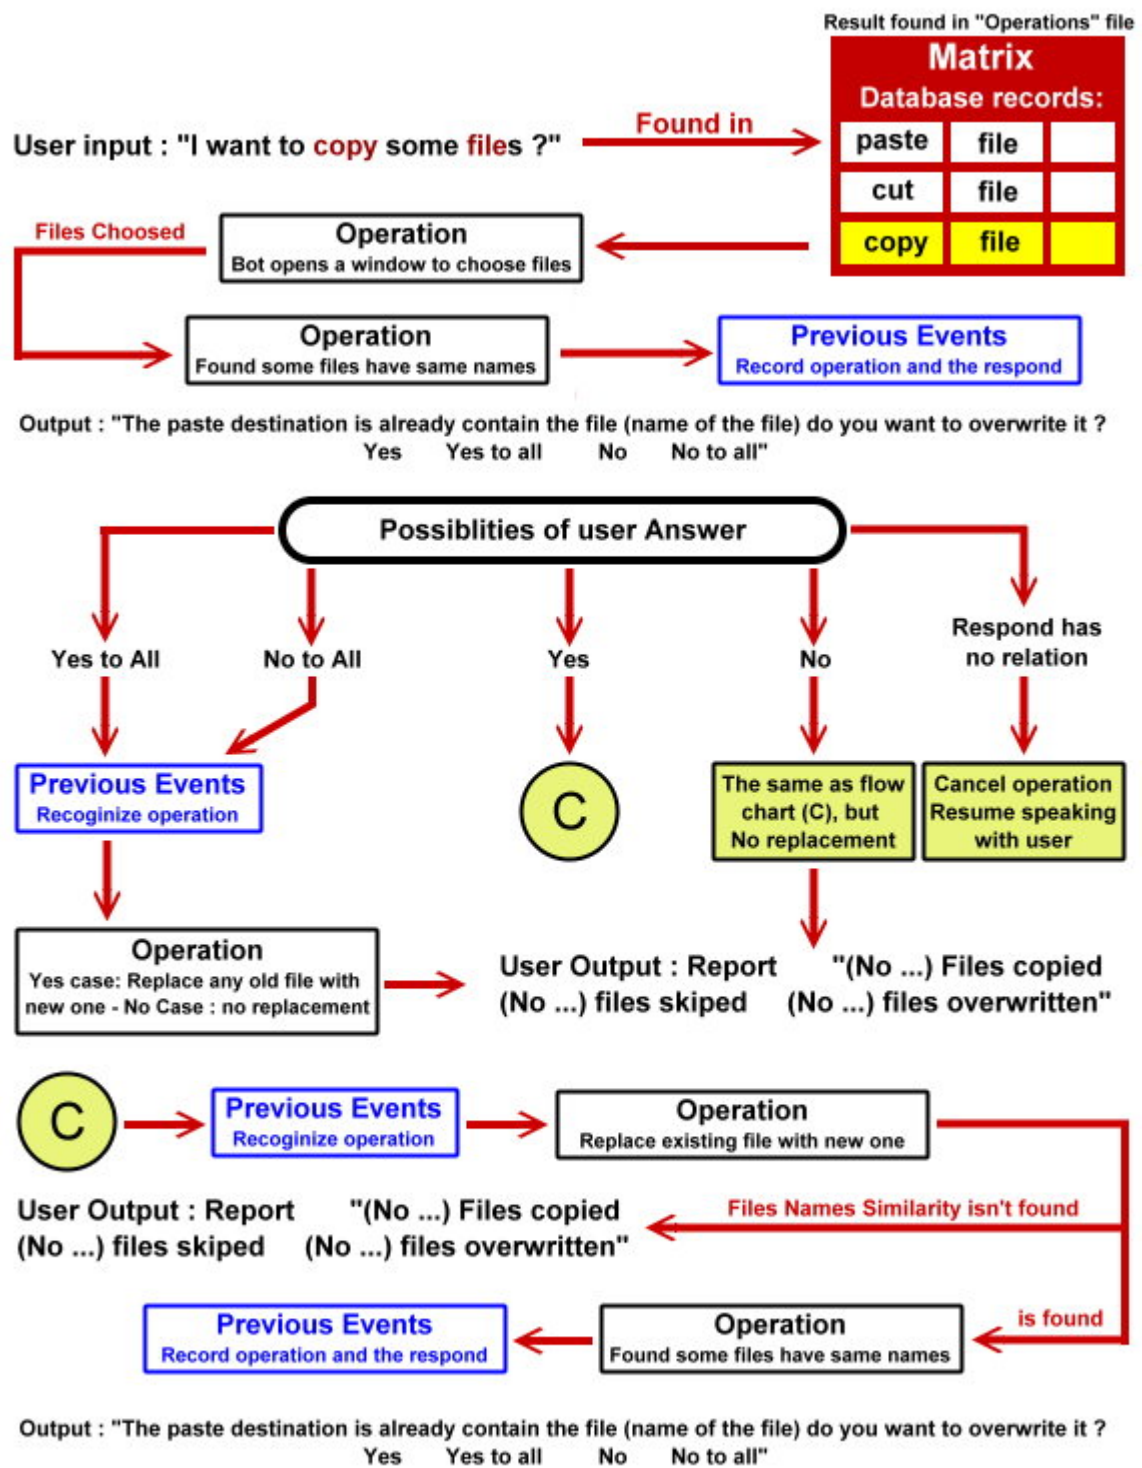 Result found in "Operations" file
Matrix
Database records:
paste file
cut file
copy file
User input : "I want to copy some files ?"
Found in
Files Choosed
Operation
Bot opens a window to choose files
Operation
Found some files have same names
Previous Events
Record operation and the respond
Output : "The paste destination is already contain the file (name of the file) do you want to overwrite it ?
Yes Yes to all No No to all"
Possiblities of user Answer
Yes to All
No to All
Yes
No
Respond has
no relation
Previous Events
Recoginize operation
C
The same as flow
chart (C), but
No replacement
Cancel operation
Resume speaking
with user
Operation
Yes case: Replace any old file with
new one - No Case : no replacement
User Output : Report "(No ...) Files copied
(No ...) files skiped (No ...) files overwritten"
C
Previous Events
Recoginize operation
Operation
Replace existing file with new one
Files Names Similarity isn't found
User Output : Report "(No ...) Files copied
(No ...) files skiped (No ...) files overwritten"
is found
Operation
Found some files have same names
Previous Events
Record operation and the respond
Output : "The paste destination is already contain the file (name of the file) do you want to overwrite it ?
Yes Yes to all No No to all"